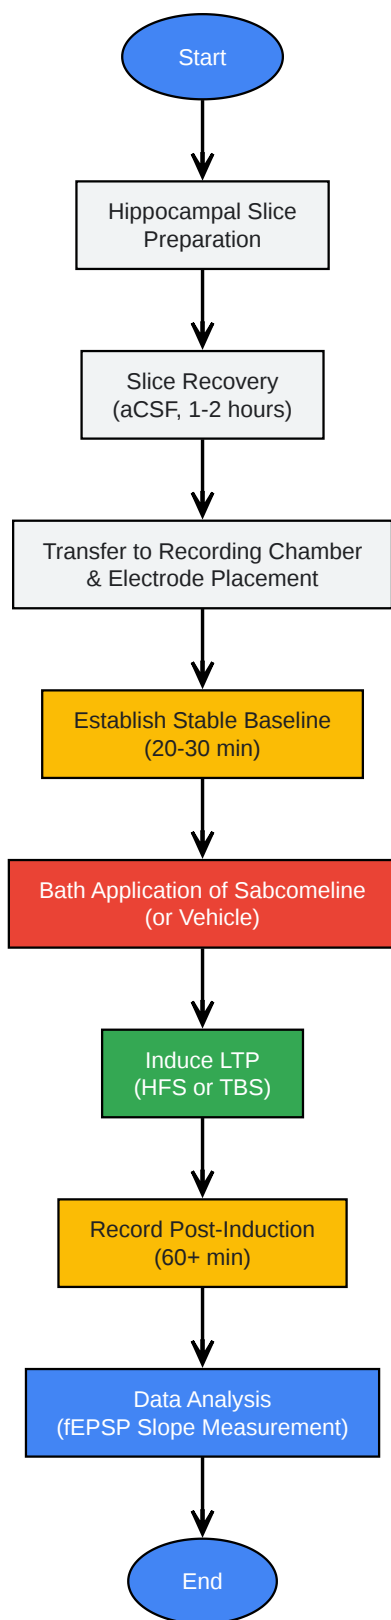 Start
Hippocampal Slice
Preparation
Slice Recovery
(aCSF, 1-2 hours)
Transfer to Recording Chamber
& Electrode Placement
Establish Stable Baseline
(20-30 min)
Bath Application of Sabcomeline
(or Vehicle)
Induce LTP
(HFS or TBS)
Record Post-Induction
(60+ min)
Data Analysis
(fEPSP Slope Measurement)
End